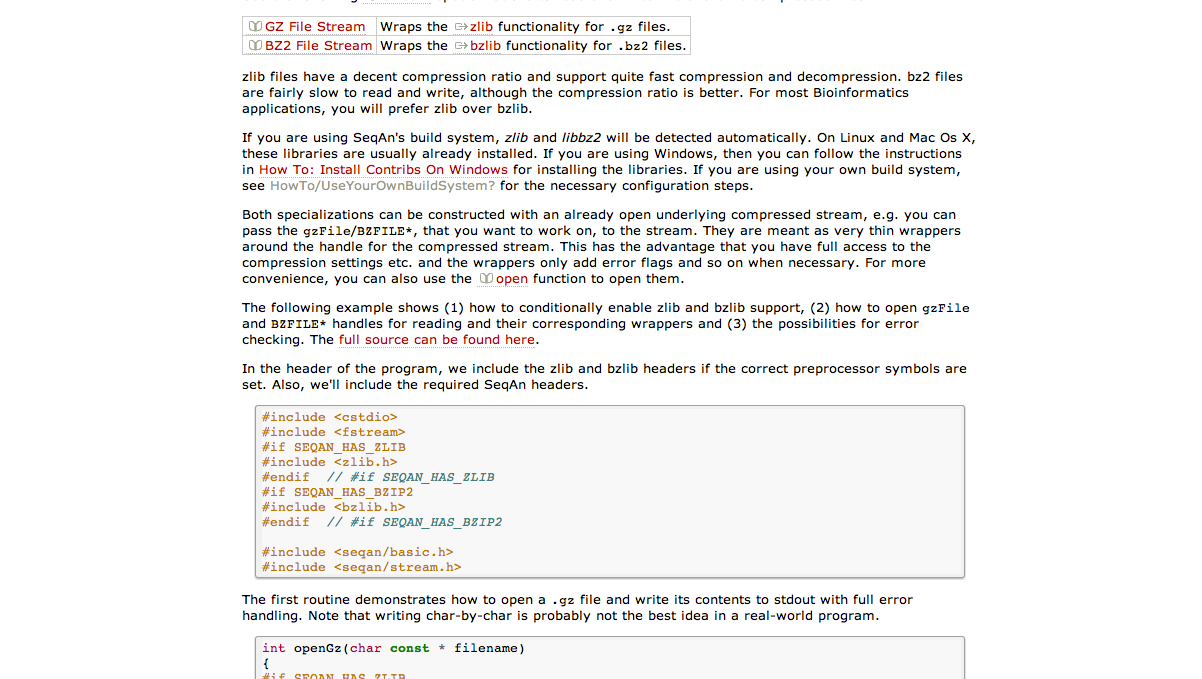 GZ File Stream Wraps the zlib functionality for .gz files.
BZ2 File Stream Wraps the bzlib functionality for .bz2 files.
zlib files have a decent compression ratio and support quite fast compression and decompression. bz2 files
are fairly slow to read and write, although the compression ratio is better. For most Bioinformatics
applications, you will prefer zlib over bzlib.
If you are using SeqAn's build system, zlib and libbz2 will be detected automatically. On Linux and Mac Os X,
these libraries are usually already installed. If you are using Windows, then you can follow the instructions
in How To: Install Contribs On Windows for installing the libraries. If you are using your own build system,
see HowTo/UseYourOwnBuildSystem? for the necessary configuration steps.
Both specializations can be constructed with an already open underlying compressed stream, e.g. you can
pass the gzFile/BZFILE*, that you want to work on, to the stream. They are meant as very thin wrappers
around the handle for the compressed stream. This has the advantage that you have full access to the
compression settings etc. and the wrappers only add error flags and so on when necessary. For more
convenience, you can also use the open function to open them.
The following example shows (1) how to conditionally enable zlib and bzlib support, (2) how to open gzFile
and BZFILE* handles for reading and their corresponding wrappers and (3) the possibilities for error
checking. The full source can be found here.
In the header of the program, we include the zlib and bzlib headers if the correct preprocessor symbols are
set. Also, we'll include the required SeqAn headers.
#include <cstdio>
#include <fstream>
#if SEQAN_HAS_ZLIB
#include <zlib.h>
#endif  // #if SEQAN_HAS_ZLIB
#if SEQAN_HAS_BZIP2
#include <bzlib.h>
#endif  // #if SEQAN_HAS_BZIP2
#include <seqan/basic.h>
#include <seqan/stream.h>
The first routine demonstrates how to open a .gz file and write its contents to stdout with full error
handling. Note that writing char-by-char is probably not the best idea in a real-world program.
int openGz(char const * filename)
{
#if SEQAN_HAS_ZLIB